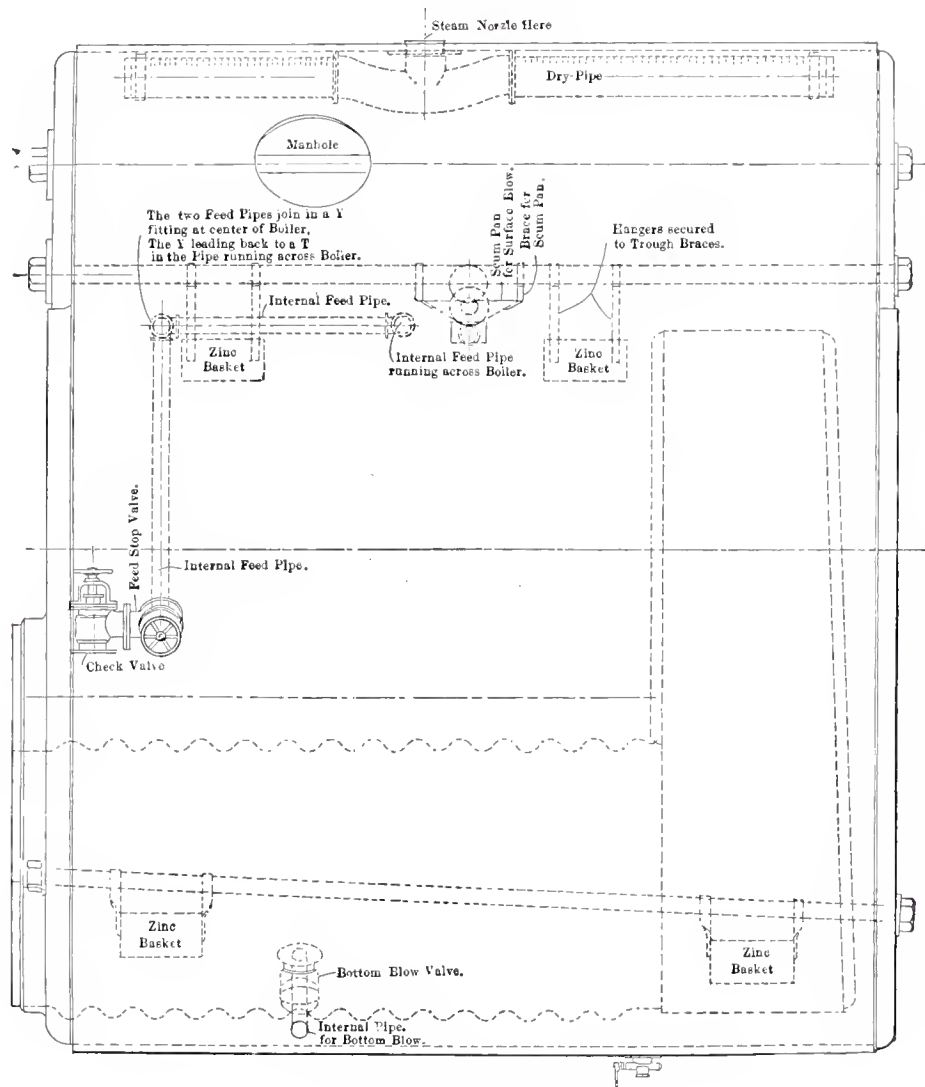 Steam Nozzle Here
Dry-Pipe
Manhole
The two Feed Pipes join in a Y
fitting at center of Boiler,
The Y leading back to a T
in the Pipe running across Boiler.
Scum Pan
for Surface Blow.
Brace for
Scum Pan.
Hangers secured
to Trough Braces.
Internal Feed Pipe.
Zinc
Basket
Internal Feed Pipe
running across Boiler.
Zinc
Basket
Feed Stop Valve.
Internal Feed Pipe.
Check Valve
Zinc
Basket
Zinc
Basket
Bottom Blow Valve.
Internal Pipe.
for Bottom Blow.